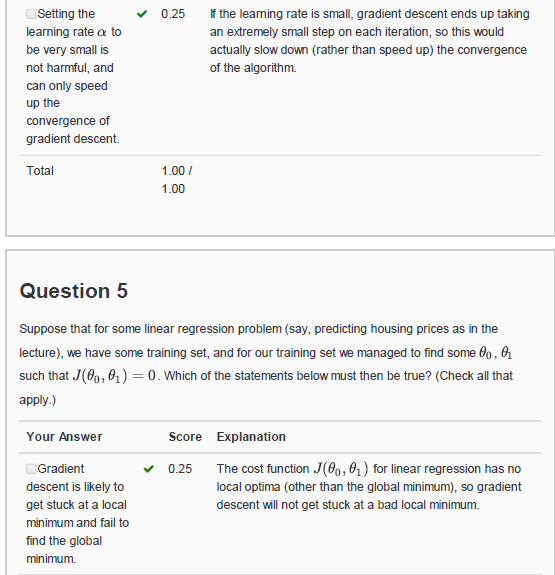 Setting the ✔ 0.25 If the learning rate is small, gradient descent ends up taking
learning rate α to an extremely small step on each iteration, so this would
be very small is actually slow down (rather than speed up) the convergence
not harmful, and of the algorithm.
can only speed
up the
convergence of
gradient descent.
Total 1.00 /
1.00
Question 5
Suppose that for some linear regression problem (say, predicting housing prices as in the
lecture), we have some training set, and for our training set we managed to find some θ₀, θ₁
such that J(θ₀, θ₁) = 0. Which of the statements below must then be true? (Check all that
apply.)
Your Answer Score Explanation
Gradient ✔ 0.25 The cost function J(θ₀, θ₁) for linear regression has no
descent is likely to local optima (other than the global minimum), so gradient
get stuck at a local descent will not get stuck at a bad local minimum.
minimum and fail to
find the global
minimum.